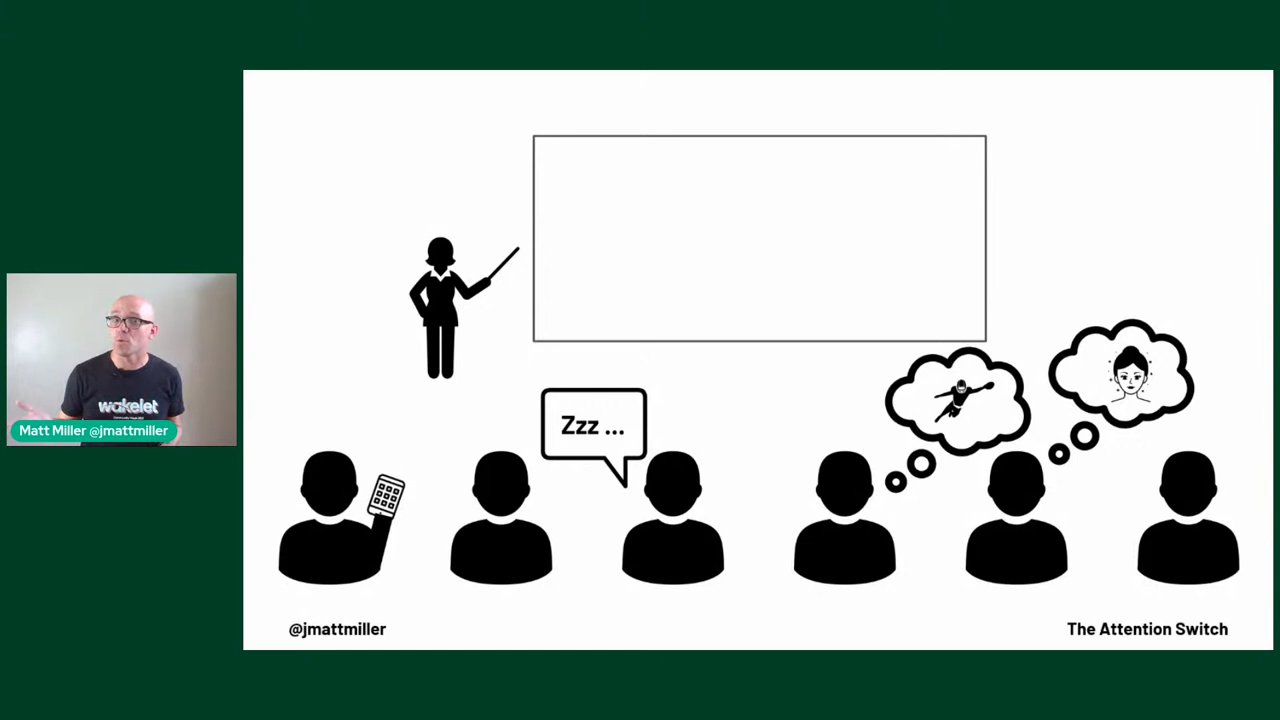 Zzz ...
wakelet
Matt Miller @jmattmiller
@jmattmiller
The Attention Switch